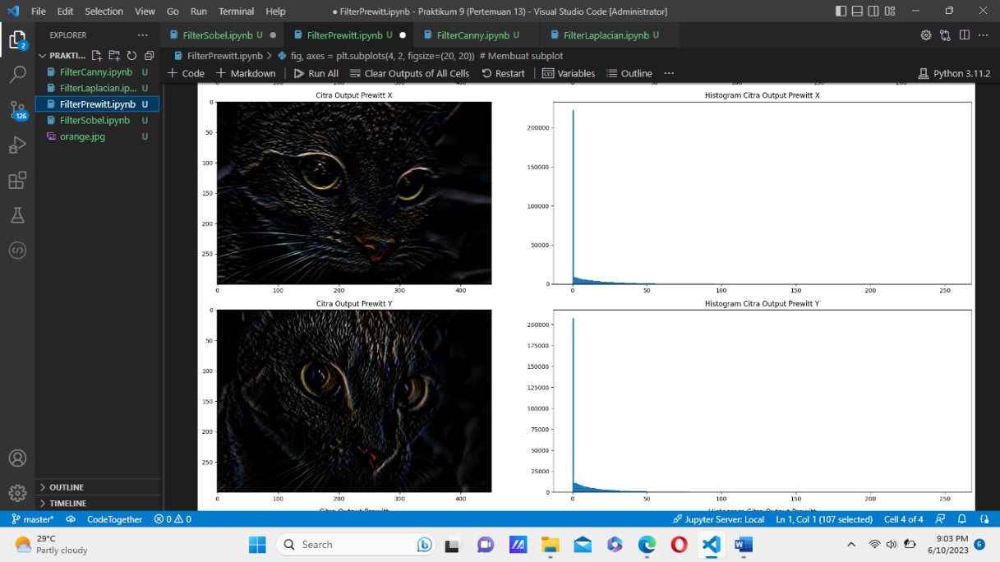 File Edit Selection View Go Run Terminal Help ● FilterPrewitt.ipynb - Praktikum 9 (Pertemuan 13) - Visual Studio Code [Administrator]
EXPLORER ···
FilterSobel.ipynb U ● FilterPrewitt.ipynb U ● FilterCanny.ipynb U FilterLaplacian.ipynb U
2
PRAKTI...
FilterPrewitt.ipynb > fig, axes = plt.subplots(4, 2, figsize=(20, 20)) # Membuat subplot
+ Code + Markdown Run All Clear Outputs of All Cells Restart Variables Outline ··· Python 3.11.2
FilterCanny.ipynb U
FilterLaplacian.ip... U
FilterPrewitt.ipynb U
FilterSobel.ipynb U
orange.jpg U
126
Citra Output Prewitt X
0
50
100
150
200
250
0 100 200 300 400
Histogram Citra Output Prewitt X
200000
150000
100000
50000
0
0 50 100 150 200 250
Citra Output Prewitt Y
0
50
100
150
200
250
0 100 200 300 400
Histogram Citra Output Prewitt Y
200000
175000
150000
125000
100000
75000
50000
25000
0
0 50 100 150 200 250
Citra Output Prewitt
Histogram Citra Output Prewitt
OUTLINE
TIMELINE
master* CodeTogether 0 0 Jupyter Server: Local Ln 1, Col 1 (107 selected) Cell 4 of 4
29°C
Partly cloudy
Search
9:03 PM
6/10/2023
6